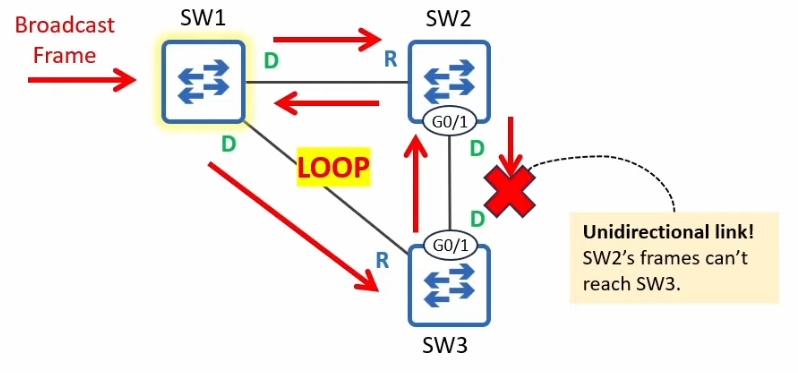 SW1
SW2
Broadcast
Frame
D
R
G0/1
D
D
LOOP
Unidirectional link!
SW2's frames can't
reach SW3.
D
G0/1
R
SW3